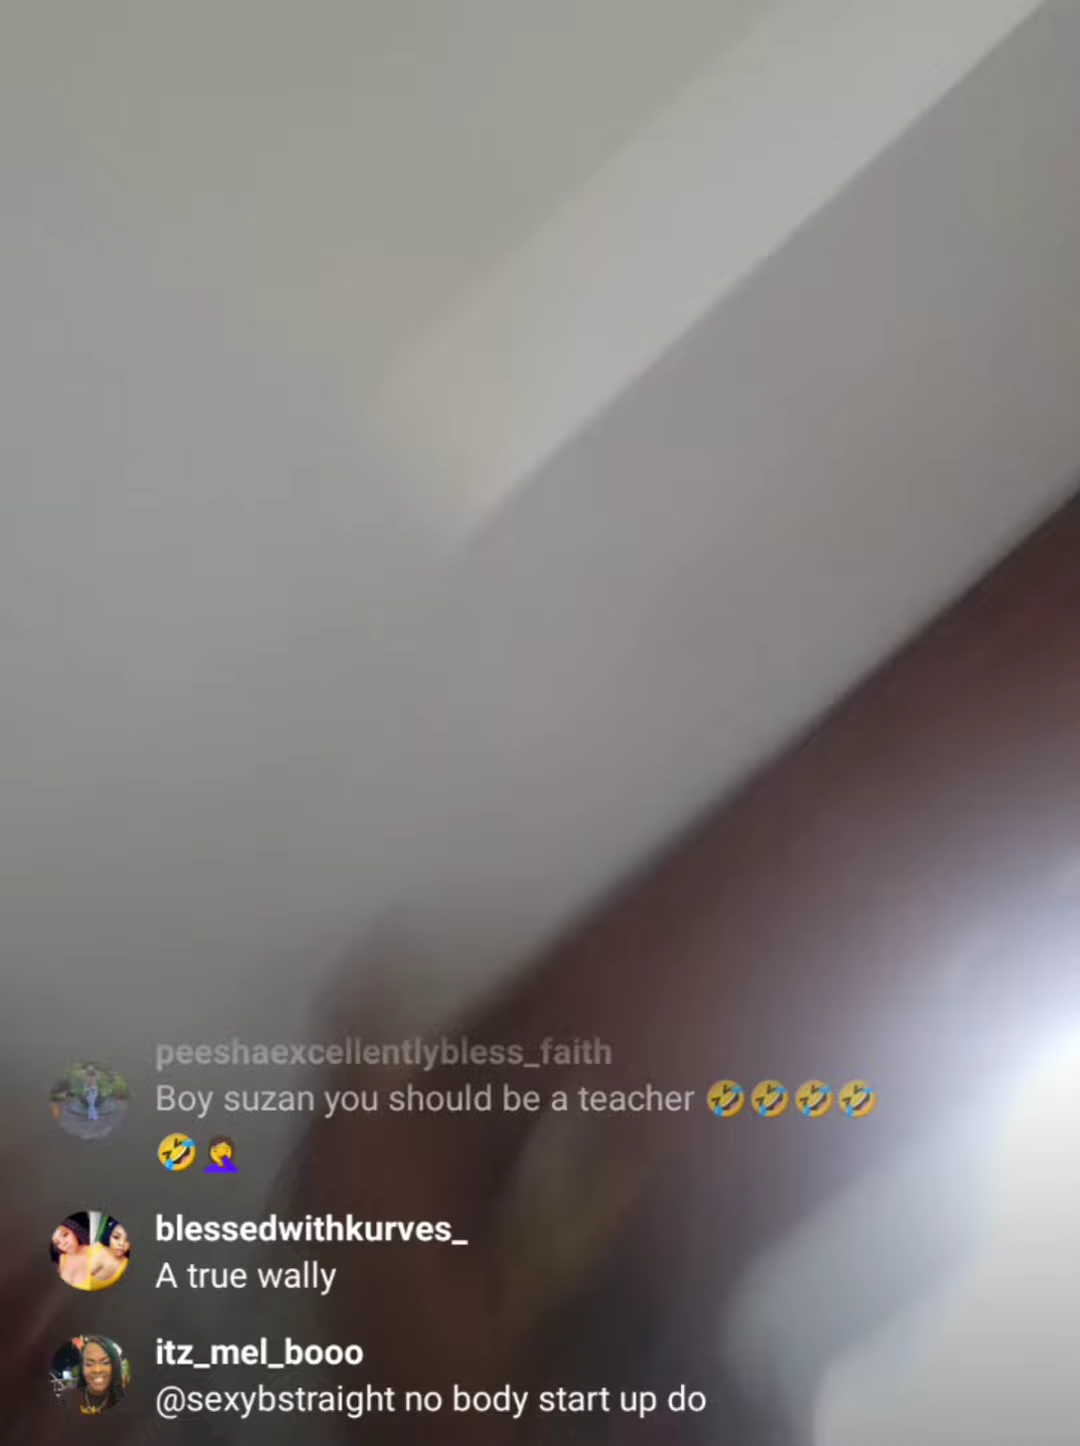 peeshaexcellentlybless_faith
Boy suzan you should be a teacher 🤣🤣🤣🤣
🤣🤦‍♀️
blessedwithkurves_
A true wally
itz_mel_booo
@sexybstraight no body start up do